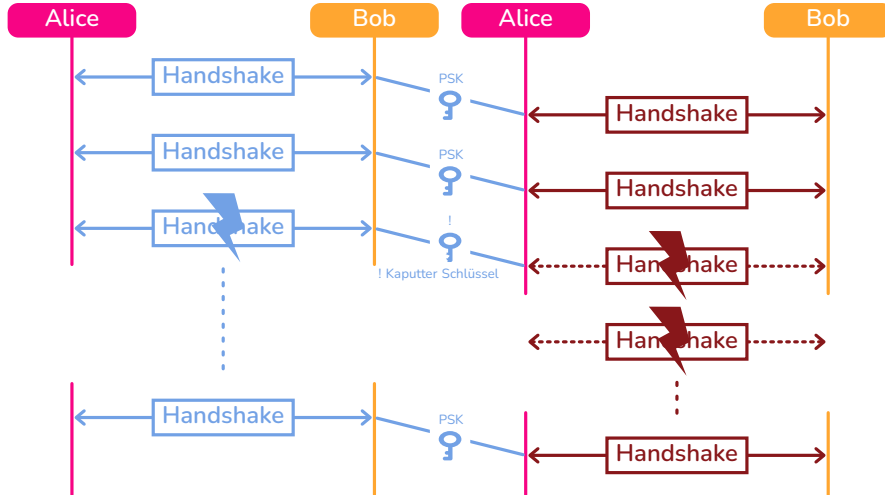 Alice
Bob
Alice
Bob
Handshake
PSK
Handshake
Handshake
PSK
Handshake
Handshake
!
! Kaputter Schlüssel
Handshake
Handshake
Handshake
PSK
Handshake